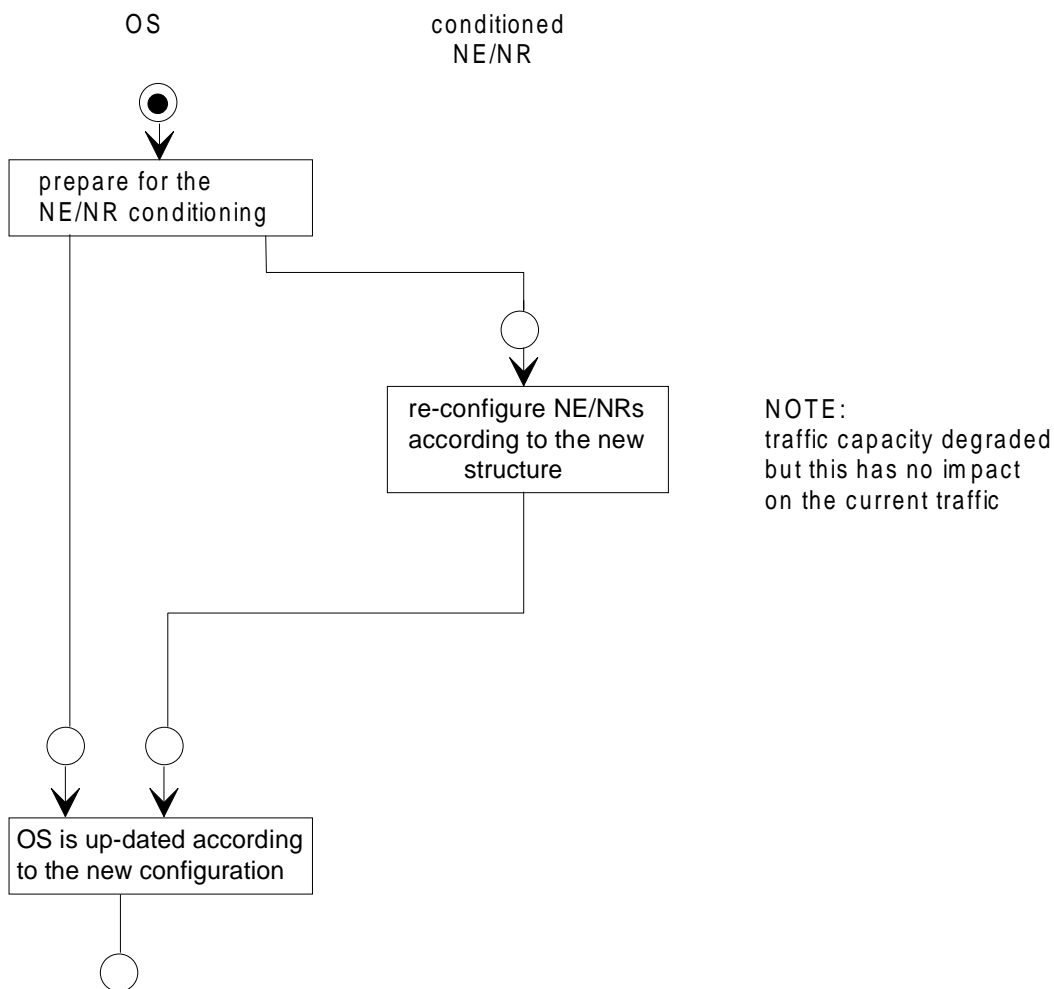 OS
conditioned
NE/NR
prepare for the
NE/NR conditioning
re-configure NE/NRs
according to the new
structure
NOTE:
traffic capacity degraded
but this has no impact
on the current traffic
OS is up-dated according
to the new configuration